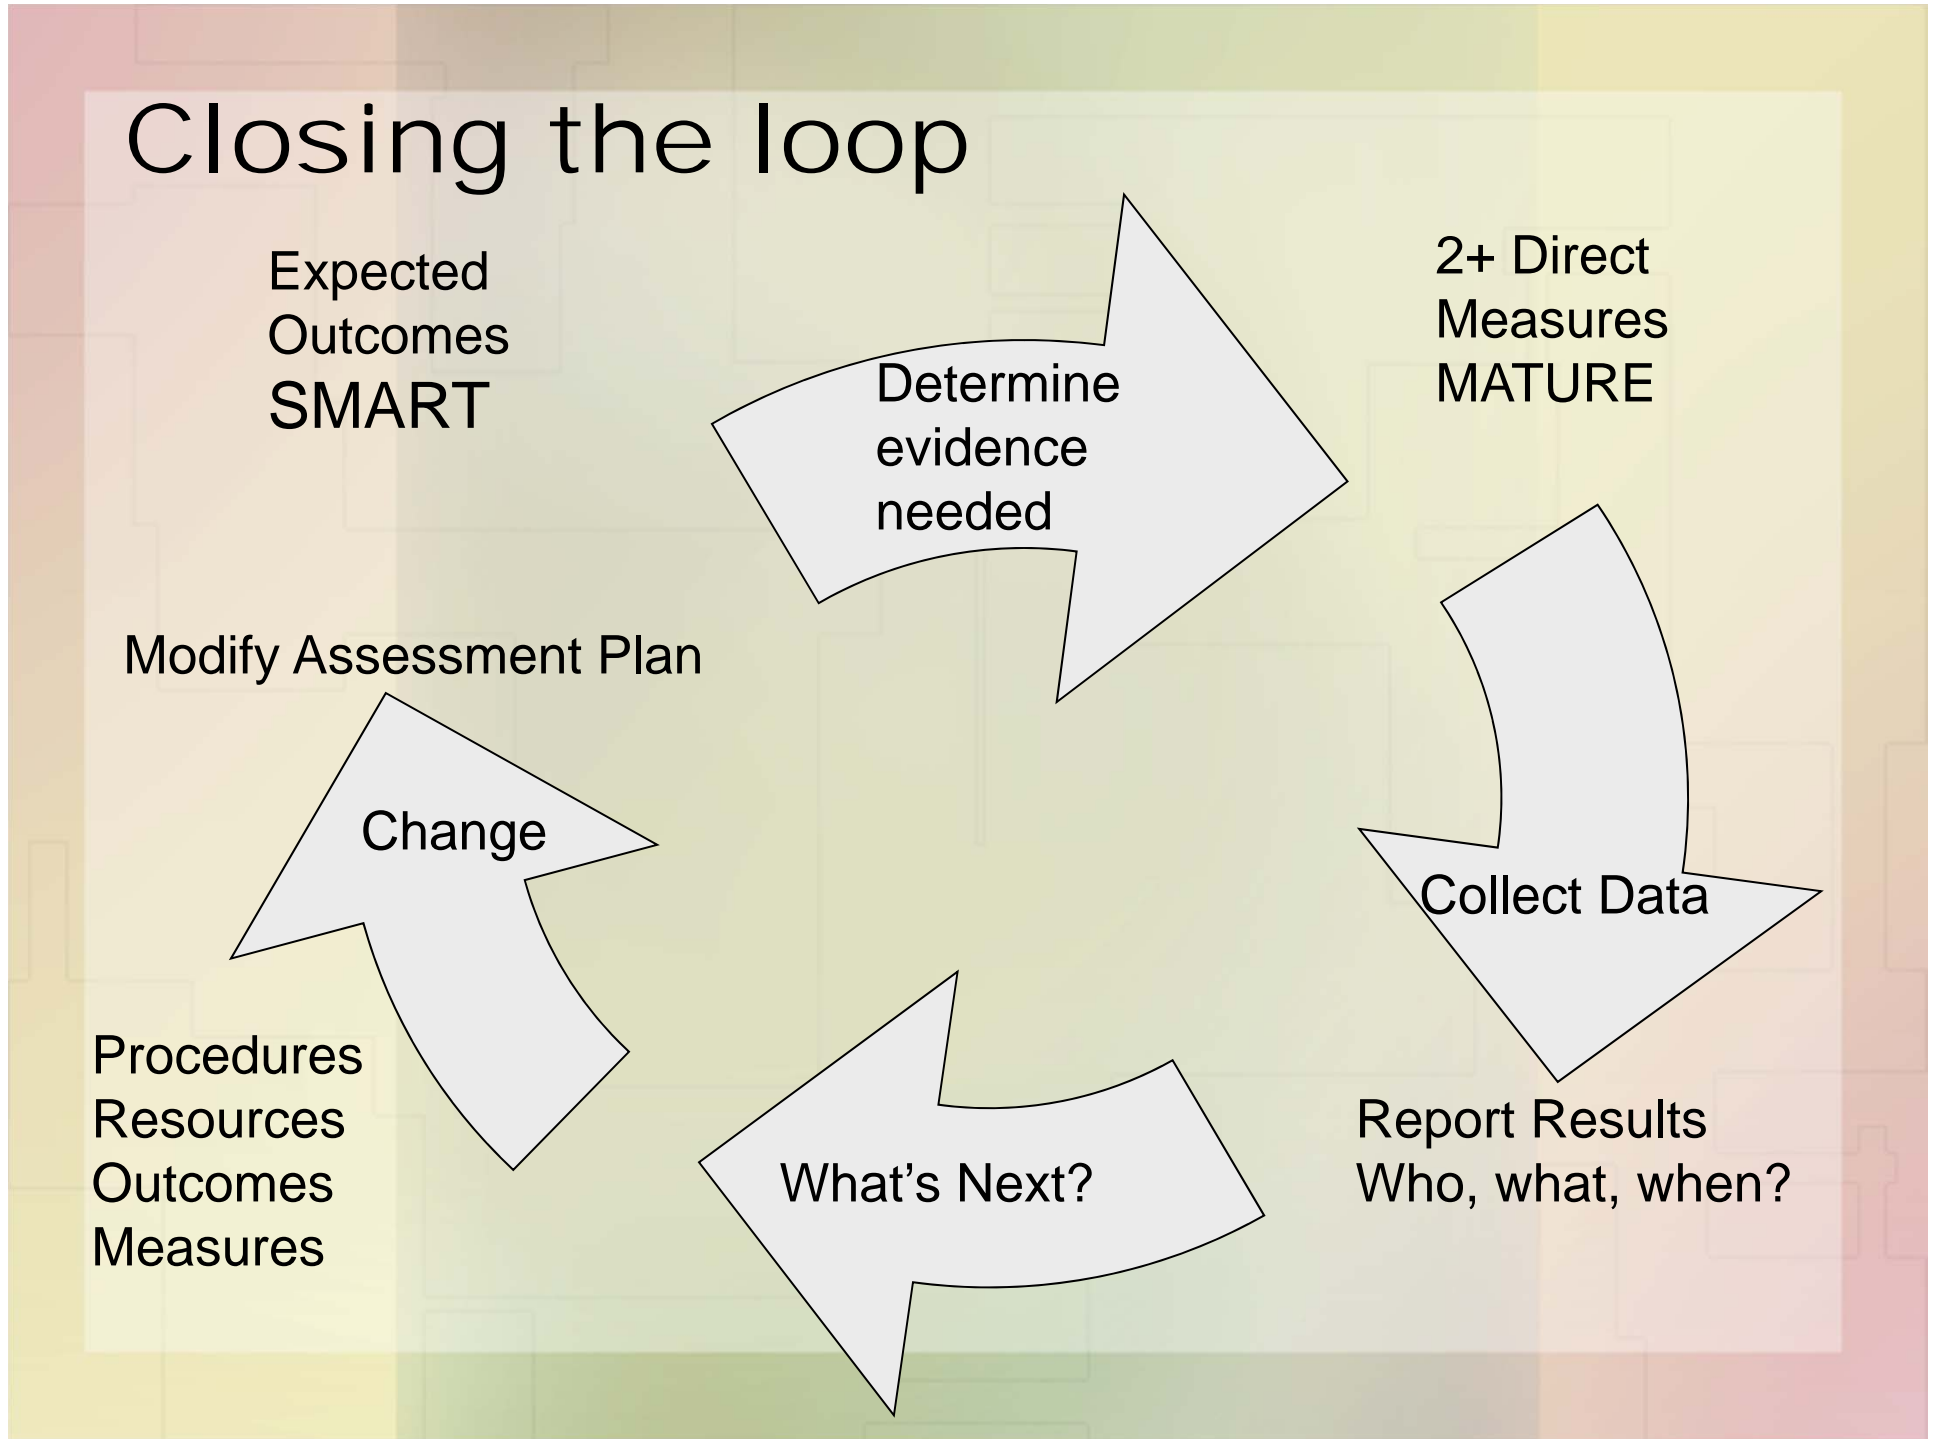 Closing the loop
Expected
Outcomes
SMART
Determine
evidence
needed
2+ Direct
Measures
MATURE
Collect Data
Report Results
Who, what, when?
What's Next?
Procedures
Resources
Outcomes
Measures
Change
Modify Assessment Plan